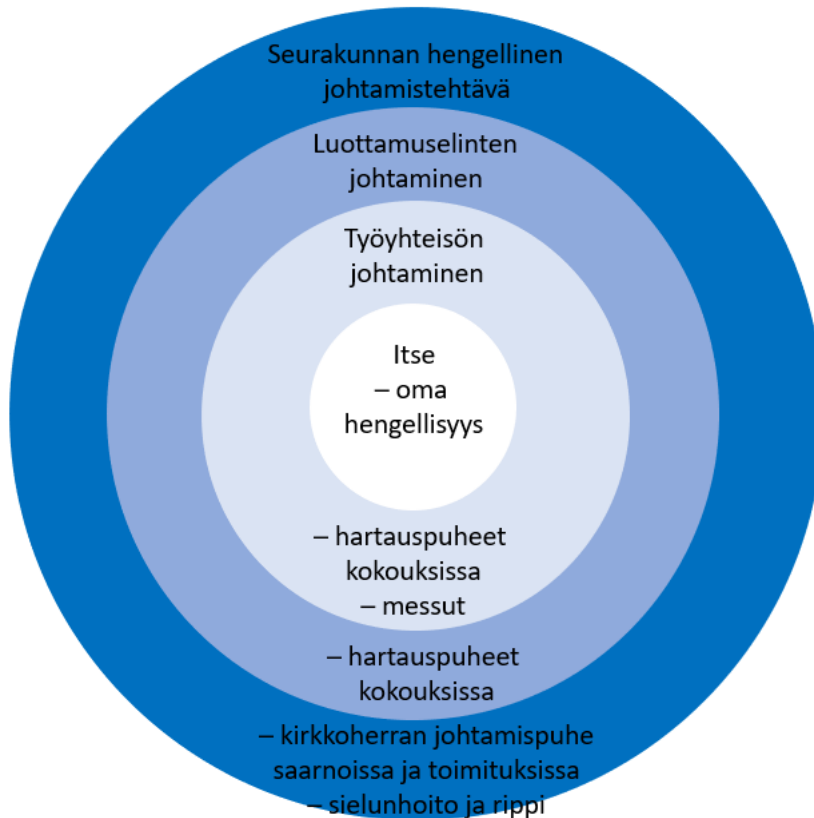 Seurakunnan hengellinen
johtamistehtävä
Luottamuselinten
johtaminen
Työyhteisön
johtaminen
Itse
– oma
hengellisyys
– hartauspuheet
kokouksissa
– messut
– hartauspuheet
kokouksissa
– kirkkoherran johtamispuhe
saarnoissa ja toimituksissa
– sielunhoito ja rippi